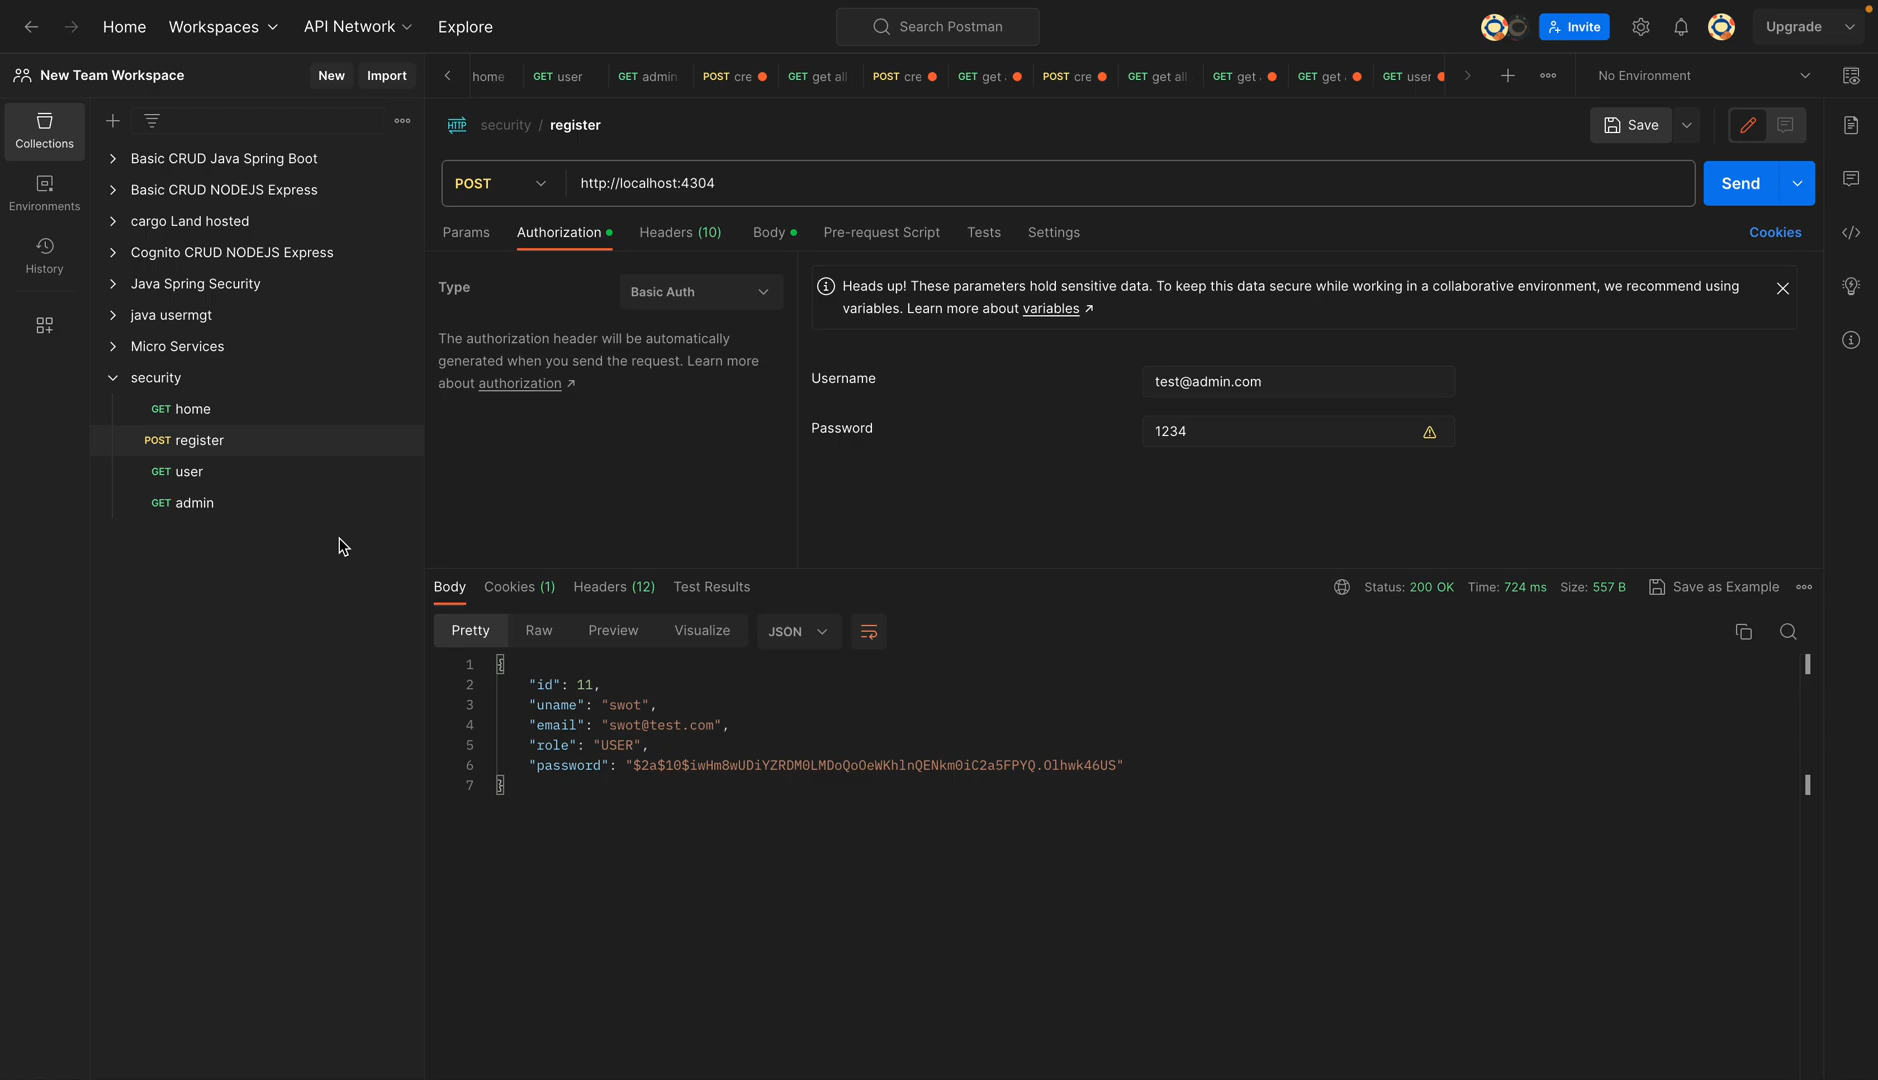 Home Workspaces API Network Explore Search Postman Invite Upgrade
New Team Workspace New Import home GET user GET admin POST cre GET get all POST cre GET get POST cre GET get all GET get GET get GET user No Environment
Collections
Environments
History
Basic CRUD Java Spring Boot
Basic CRUD NODEJS Express
cargo Land hosted
Cognito CRUD NODEJS Express
Java Spring Security
java usermgt
Micro Services
security
GET home
POST register
GET user
GET admin
HTTP security / register Save
POST http://localhost:4304 Send
Params Authorization Headers (10) Body Pre-request Script Tests Settings Cookies
Type Basic Auth
The authorization header will be automatically
generated when you send the request. Learn more
about authorization ↗
Heads up! These parameters hold sensitive data. To keep this data secure while working in a collaborative environment, we recommend using
variables. Learn more about variables ↗
Username test@admin.com
Password 1234
Body Cookies (1) Headers (12) Test Results Status: 200 OK Time: 724 ms Size: 557 B Save as Example
Pretty Raw Preview Visualize JSON
1 {
2 "id": 11,
3 "uname": "swot",
4 "email": "swot@test.com",
5 "role": "USER",
6 "password": "$2a$10$iwHm8wUDiYZRDM0LMDoQoOeWKhlnQENkm0iC2a5FPYQ.Olhwk46US"
7 }